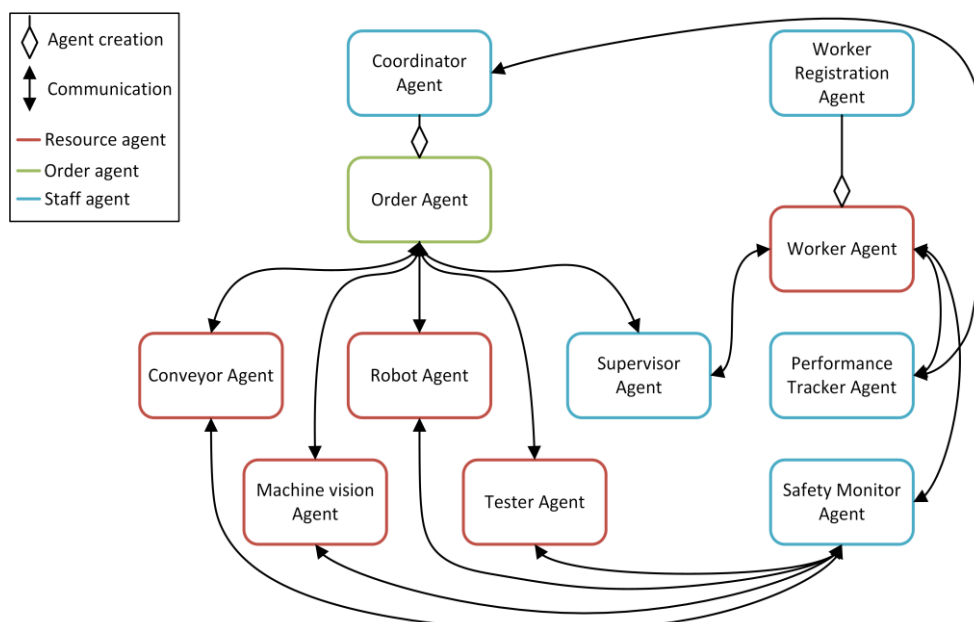 Agent creation
Communication
Resource agent
Order agent
Staff agent
Coordinator
Agent
Worker
Registration
Agent
Order Agent
Worker Agent
Conveyor Agent
Robot Agent
Supervisor
Agent
Performance
Tracker Agent
Machine vision
Agent
Tester Agent
Safety Monitor
Agent